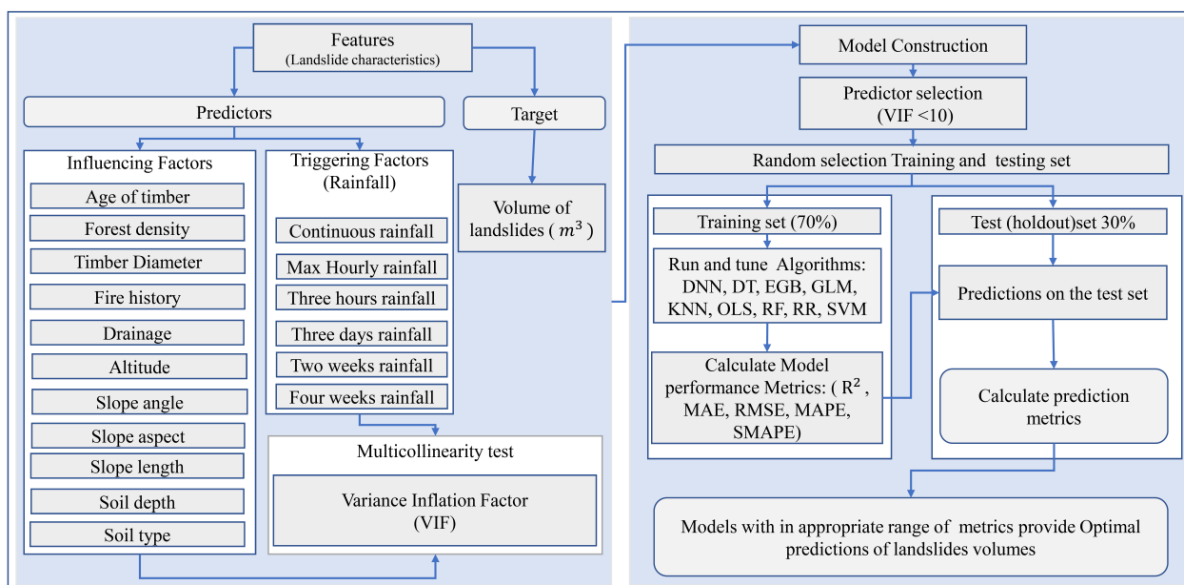 Features
(Landslide characteristics)
Predictors
Target
Influencing Factors
Age of timber
Forest density
Timber Diameter
Fire history
Drainage
Altitude
Slope angle
Slope aspect
Slope length
Soil depth
Soil type
Triggering Factors
(Rainfall)
Continuous rainfall
Max Hourly rainfall
Three hours rainfall
Three days rainfall
Two weeks rainfall
Four weeks rainfall
Volume of
landslides ( m³ )
Multicollinearity test
Variance Inflation Factor
(VIF)
Model Construction
Predictor selection
(VIF <10)
Random selection Training and testing set
Training set (70%)
Run and tune Algorithms:
DNN, DT, EGB, GLM,
KNN, OLS, RF, RR, SVM
Calculate Model
performance Metrics: ( R² ,
MAE, RMSE, MAPE,
SMAPE)
Test (holdout)set 30%
Predictions on the test set
Calculate prediction
metrics
Models with in appropriate range of metrics provide Optimal
predictions of landslides volumes